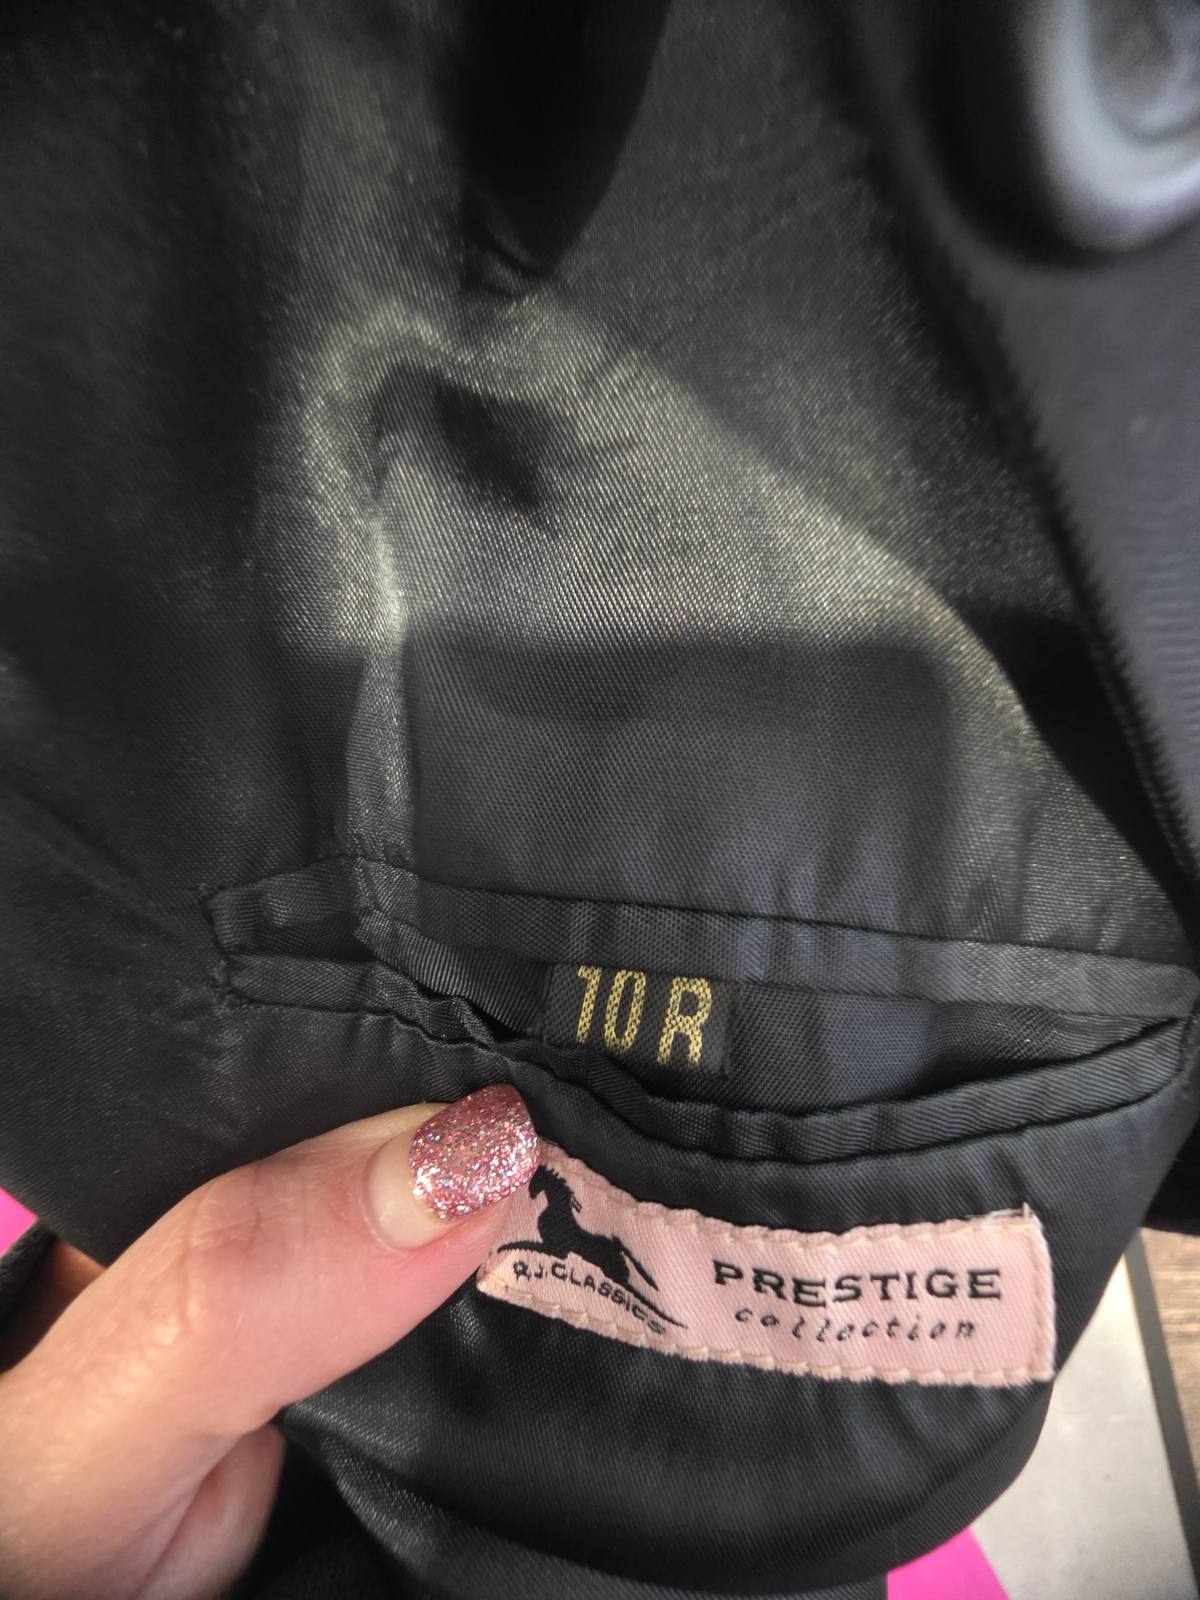 10 R
R.J. CLASSICS
PRESTIGE
collection